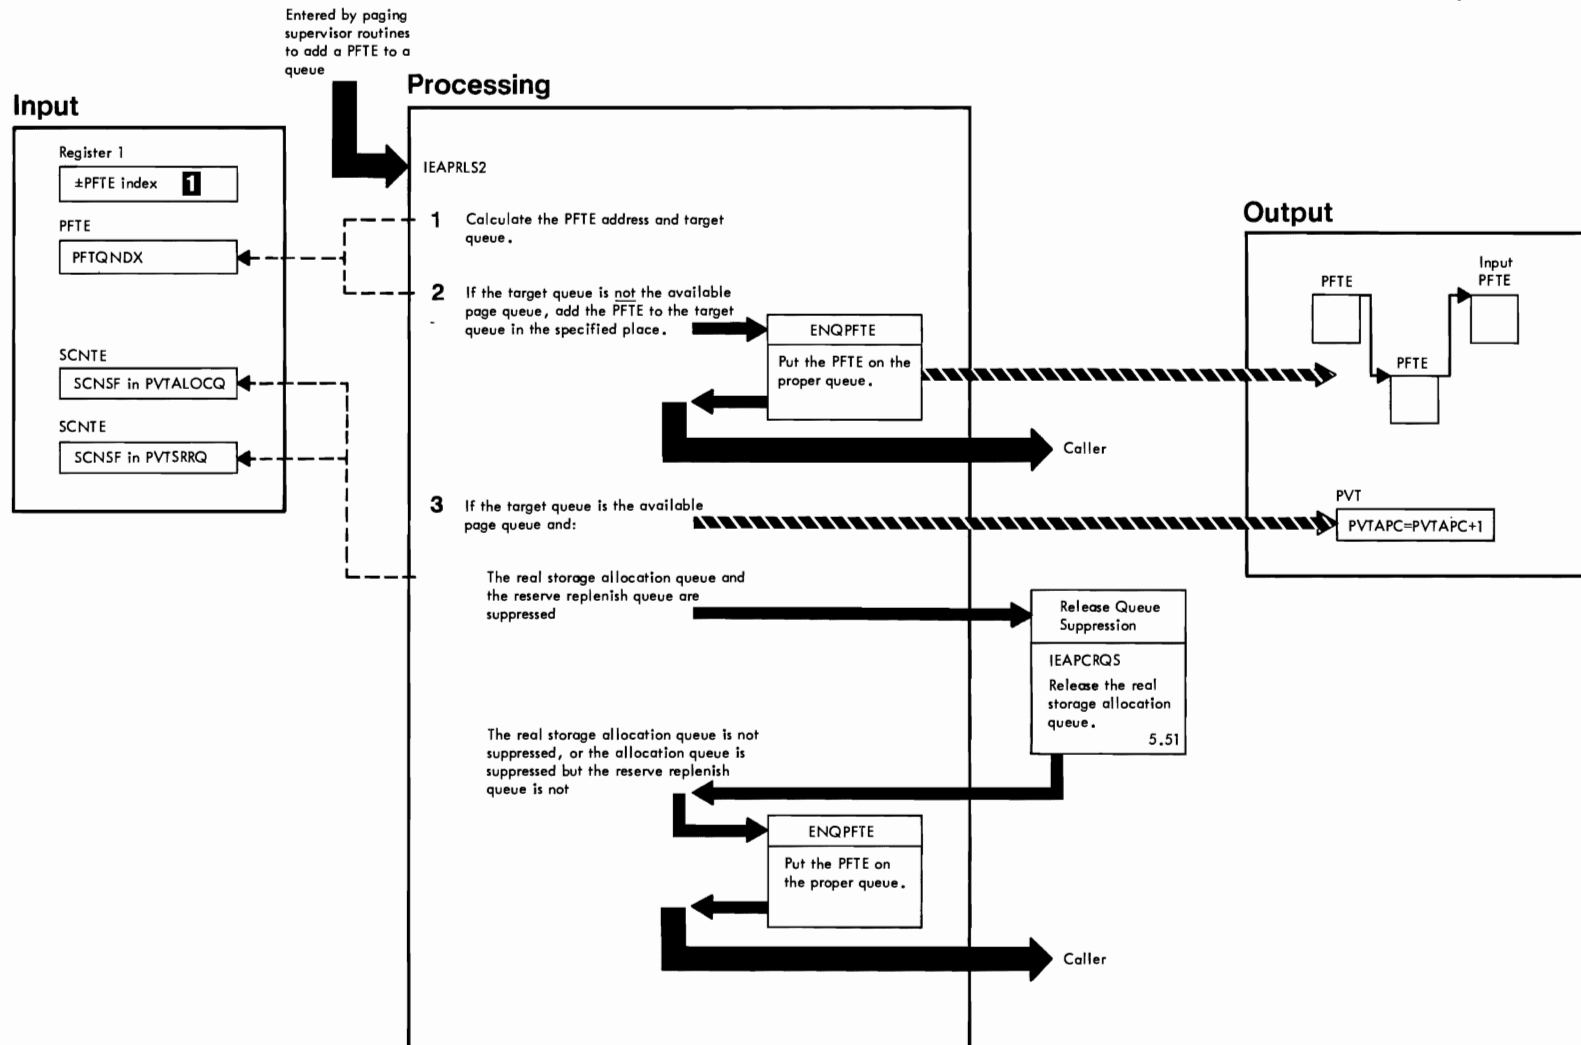 Entered by paging
supervisor routines
to add a PFTE to a
queue
Input
Register 1
±PFTE index 1
PFTE
PFTQNDX
SCNTE
SCNSF in PVTALOCQ
SCNTE
SCNSF in PVTSRRQ
Processing
IEAPRLS2
1 Calculate the PFTE address and target
queue.
2 If the target queue is not the available
page queue, add the PFTE to the target
queue in the specified place.
ENQPFTE
Put the PFTE on the
proper queue.
Caller
3 If the target queue is the available
page queue and:
The real storage allocation queue and
the reserve replenish queue are
suppressed
Release Queue
Suppression
IEAPCRQS
Release the real
storage allocation
queue.
5.51
The real storage allocation queue is not
suppressed, or the allocation queue is
suppressed but the reserve replenish
queue is not
ENQPFTE
Put the PFTE on
the proper queue.
Caller
Output
PFTE
Input
PFTE
PFTE
PVT
PVTAPC=PVTAPC+1